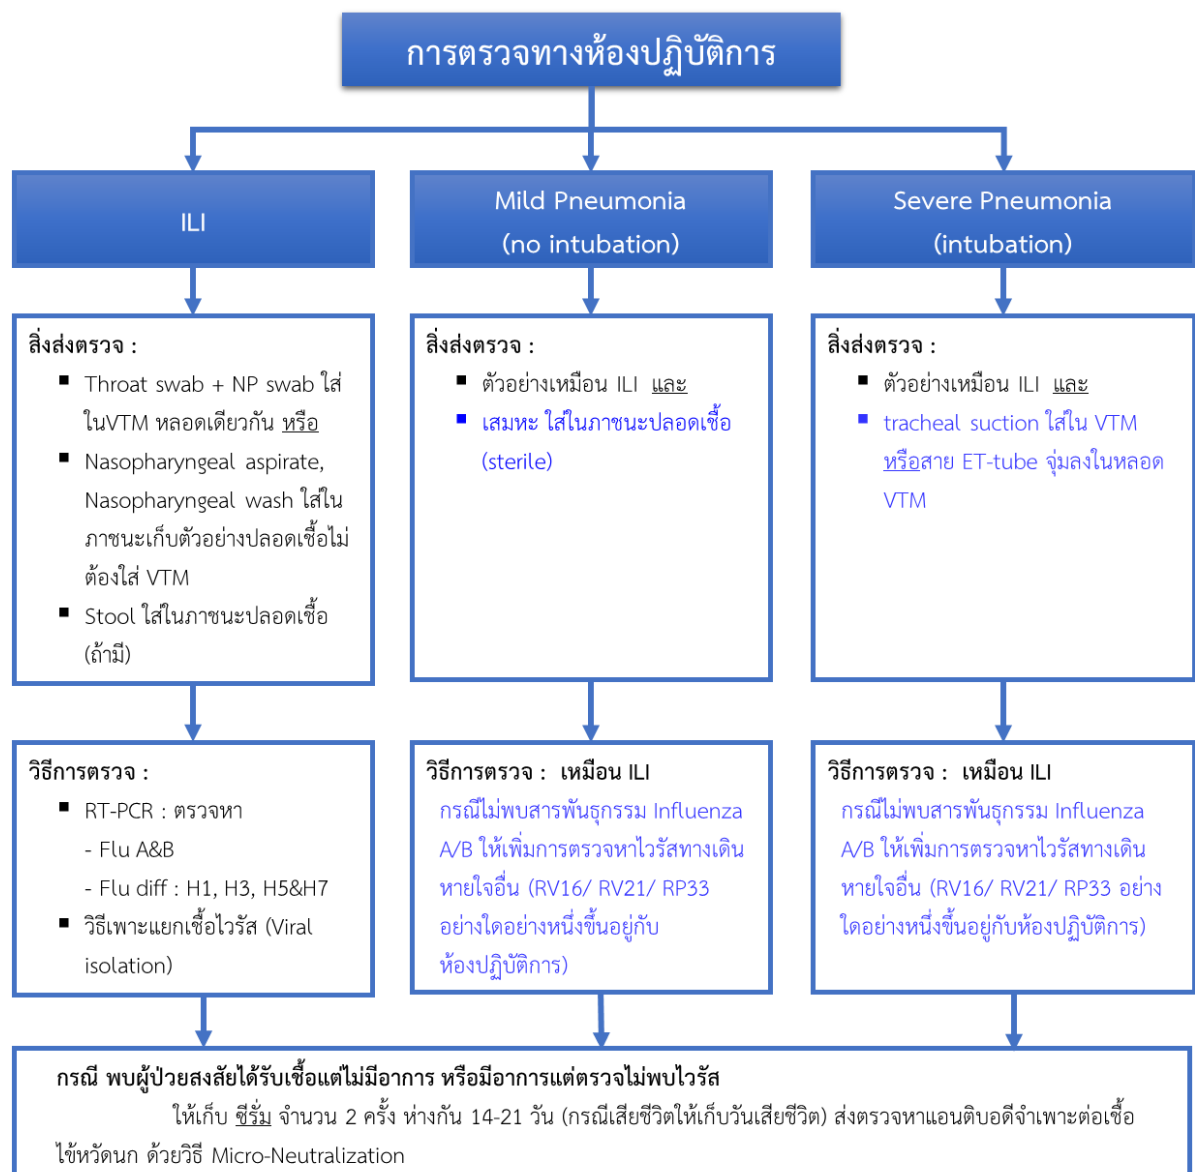 การตรวจทางห้องปฏิบัติการ
ILI
Mild Pneumonia
(no intubation)
Severe Pneumonia
(intubation)
สิ่งส่งตรวจ :
▪ Throat swab + NP swab ใส่
ในVTM หลอดเดียวกัน หรือ
▪ Nasopharyngeal aspirate,
Nasopharyngeal wash ใส่ใน
ภาชนะเก็บตัวอย่างปลอดเชื้อไม่
ต้องใส่ VTM
▪ Stool ใส่ในภาชนะปลอดเชื้อ
(ถ้ามี)
สิ่งส่งตรวจ :
▪ ตัวอย่างเหมือน ILI และ
▪ เสมหะ ใส่ในภาชนะปลอดเชื้อ
(sterile)
สิ่งส่งตรวจ :
▪ ตัวอย่างเหมือน ILI และ
▪ tracheal suction ใส่ใน VTM
หรือสาย ET-tube จุ่มลงในหลอด
VTM
วิธีการตรวจ :
▪ RT-PCR : ตรวจหา
- Flu A&B
- Flu diff : H1, H3, H5&H7
▪ วิธีเพาะแยกเชื้อไวรัส (Viral
isolation)
วิธีการตรวจ : เหมือน ILI
กรณีไม่พบสารพันธุกรรม Influenza
A/B ให้เพิ่มการตรวจหาไวรัสทางเดิน
หายใจอื่น (RV16/ RV21/ RP33
อย่างใดอย่างหนึ่งขึ้นอยู่กับ
ห้องปฏิบัติการ)
วิธีการตรวจ : เหมือน ILI
กรณีไม่พบสารพันธุกรรม Influenza
A/B ให้เพิ่มการตรวจหาไวรัสทางเดิน
หายใจอื่น (RV16/ RV21/ RP33 อย่าง
ใดอย่างหนึ่งขึ้นอยู่กับห้องปฏิบัติการ)
กรณี พบผู้ป่วยสงสัยได้รับเชื้อแต่ไม่มีอาการ หรือมีอาการแต่ตรวจไม่พบไวรัส
ให้เก็บ ซีรั่ม จำนวน 2 ครั้ง ห่างกัน 14-21 วัน (กรณีเสียชีวิตให้เก็บวันเสียชีวิต) ส่งตรวจหาแอนติบอดีจำเพาะต่อเชื้อ
ไข้หวัดนก ด้วยวิธี Micro-Neutralization